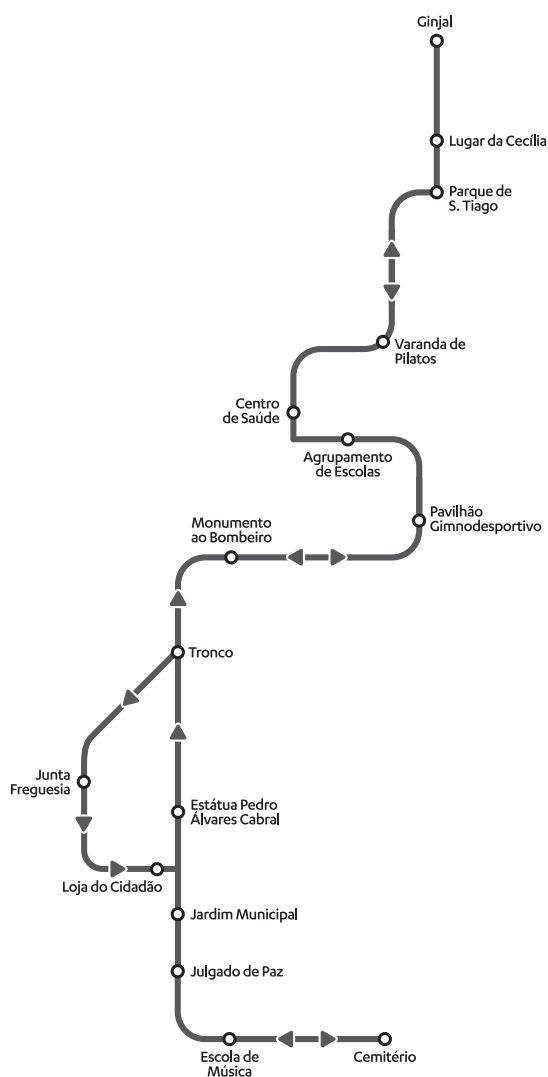 Ginjal
Lugar da Cecília
Parque de
S. Tiago
Varanda de
Pilatos
Centro
de Saúde
Agrupamento
de Escolas
Pavilhão
Gimnodesportivo
Monumento
ao Bombeiro
Tronco
Junta
Freguesia
Estátua Pedro
Álvares Cabral
Loja do Cidadão
Jardim Municipal
Julgado de Paz
Escola de
Música
Cemitério